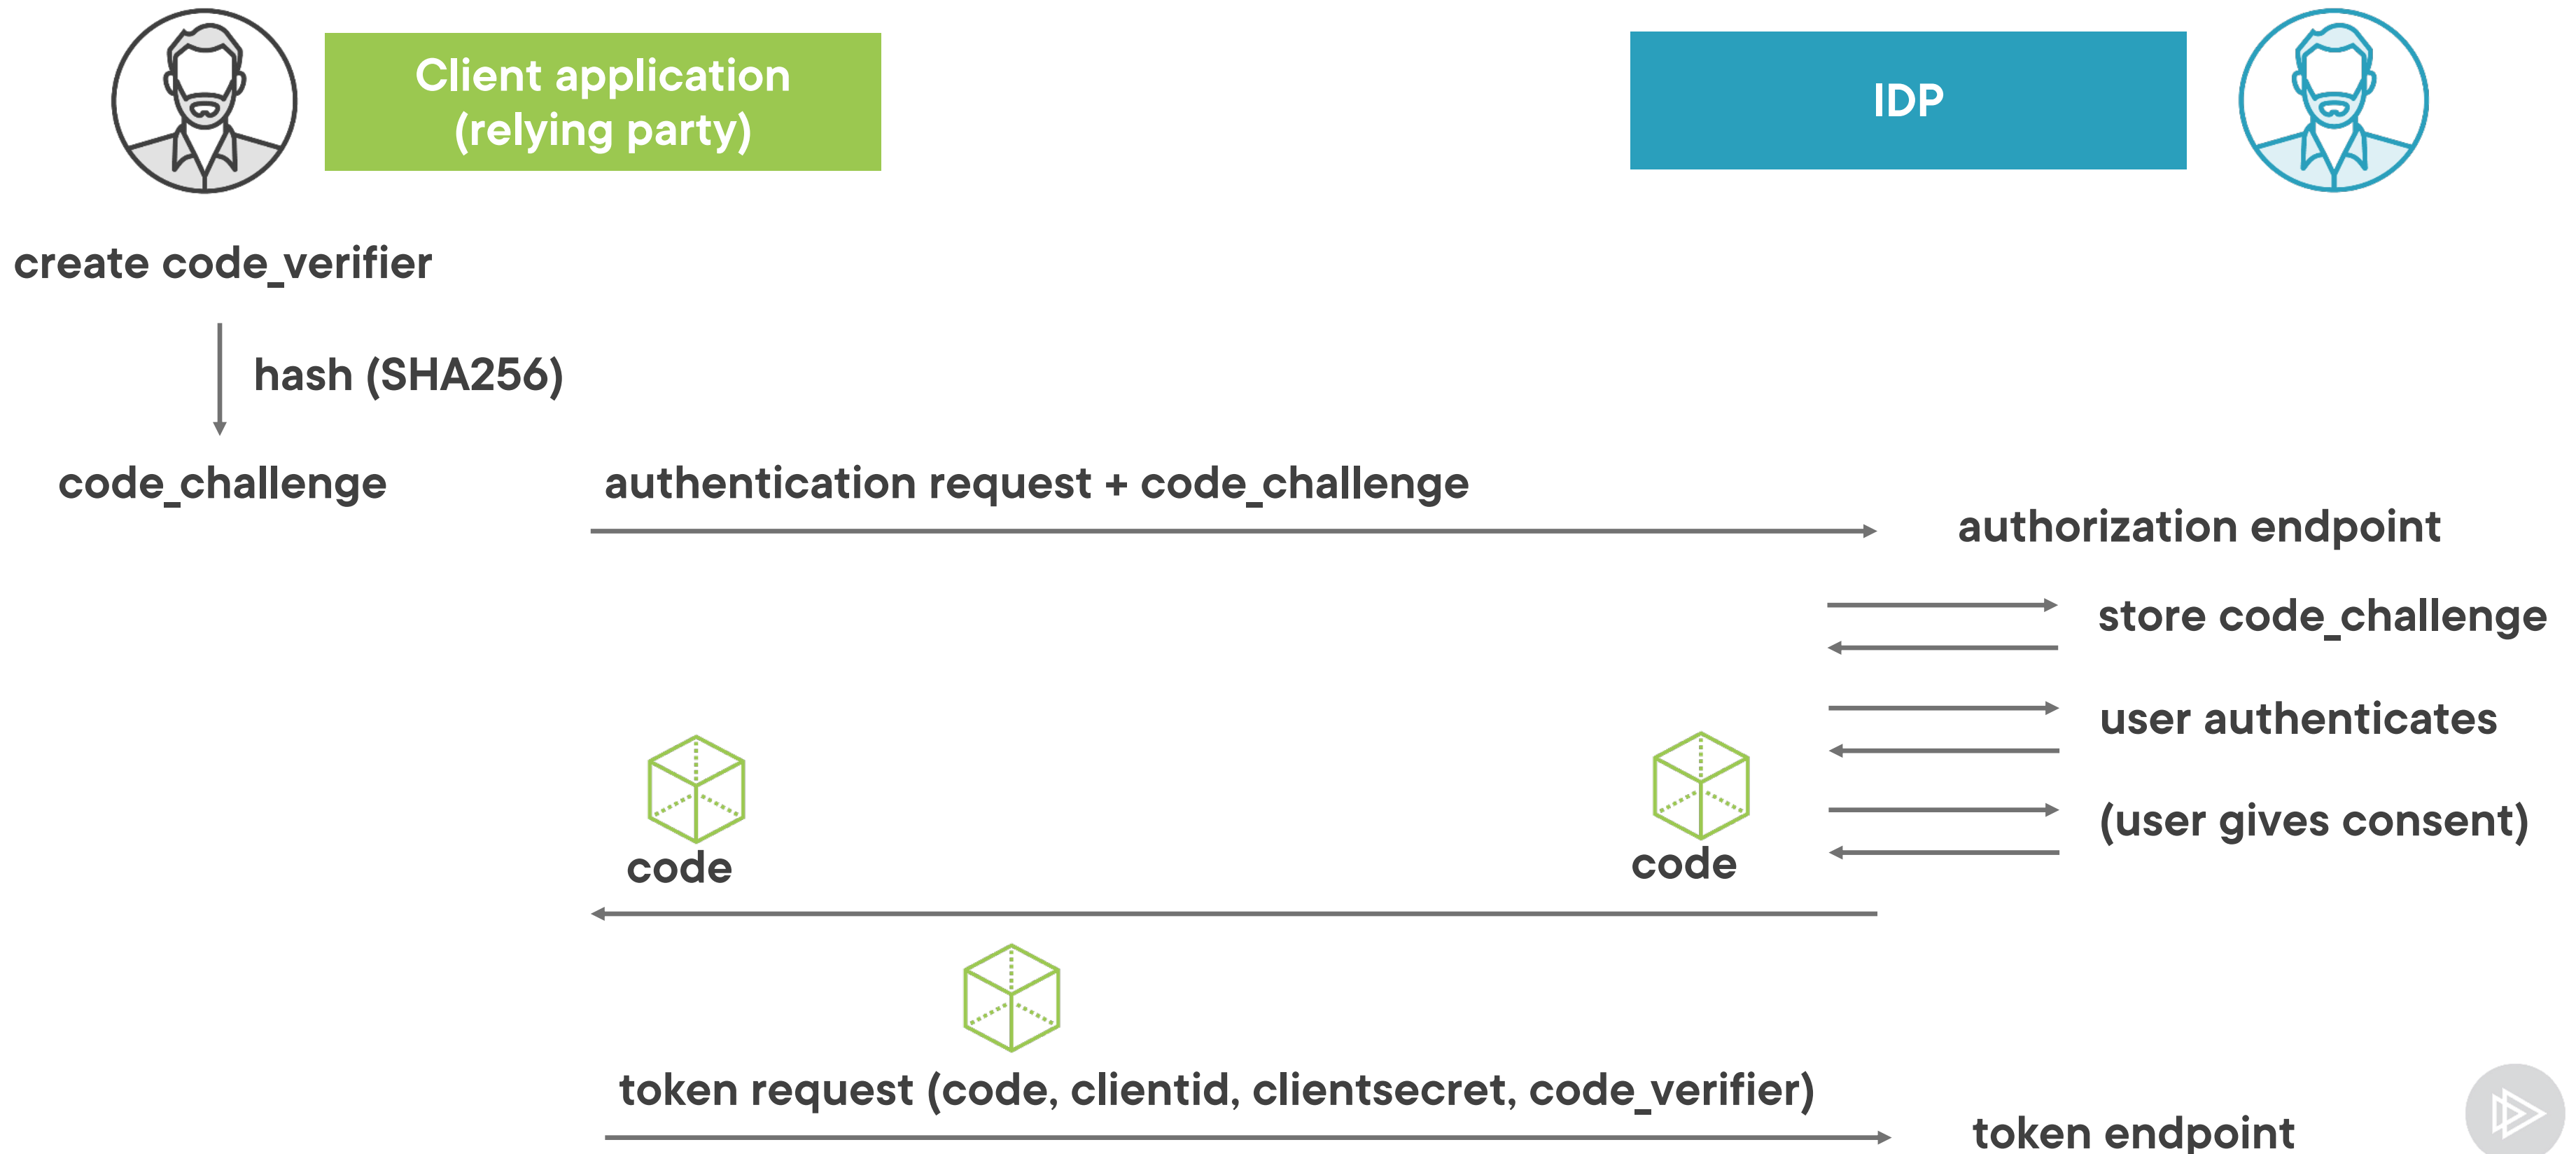 Client application
(relying party)
IDP
create code_verifier
hash (SHA256)
code_challenge
authentication request + code_challenge
authorization endpoint
store code_challenge
user authenticates
(user gives consent)
code
code
token request (code, clientid, clientsecret, code_verifier)
token endpoint